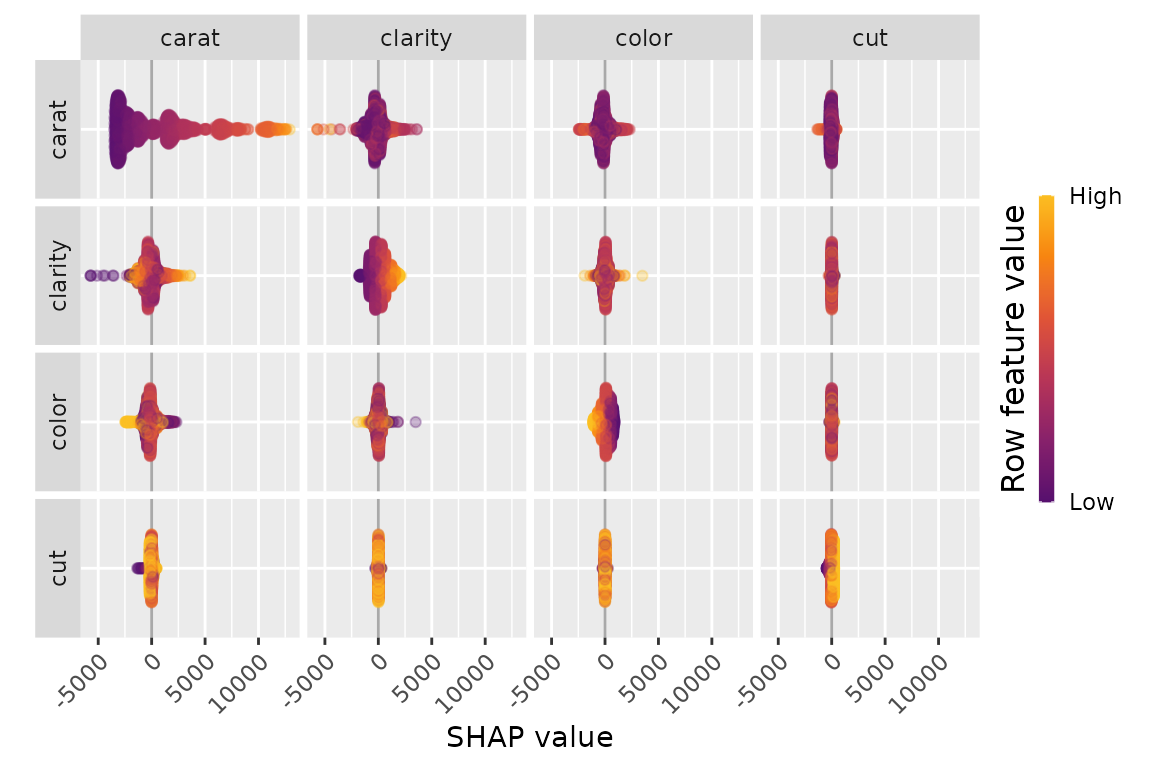 carat clarity color cut
carat
clarity
color
cut
-5000 0 5000 10000 -5000 0 5000 10000 -5000 0 5000 10000 -5000 0 5000 10000
SHAP value
Row feature value
High
Low